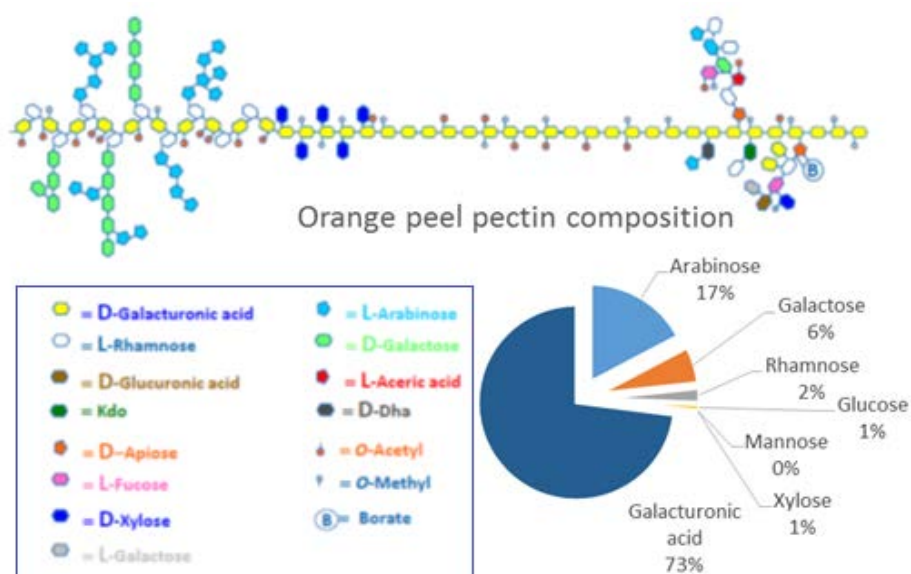 B
Orange peel pectin composition
= D-Galacturonic acid
= L-Rhamnose
= D-Glucuronic acid
= Kdo
= D–Apiose
= L-Fucose
= D-Xylose
= L-Galactose
= L-Arabinose
= D-Galactose
= L-Aceric acid
= D-Dha
= O-Acetyl
= O-Methyl
B = Borate
Arabinose
17%
Galactose
6%
Rhamnose
2%
Glucose
1%
Mannose
0%
Xylose
1%
Galacturonic
acid
73%